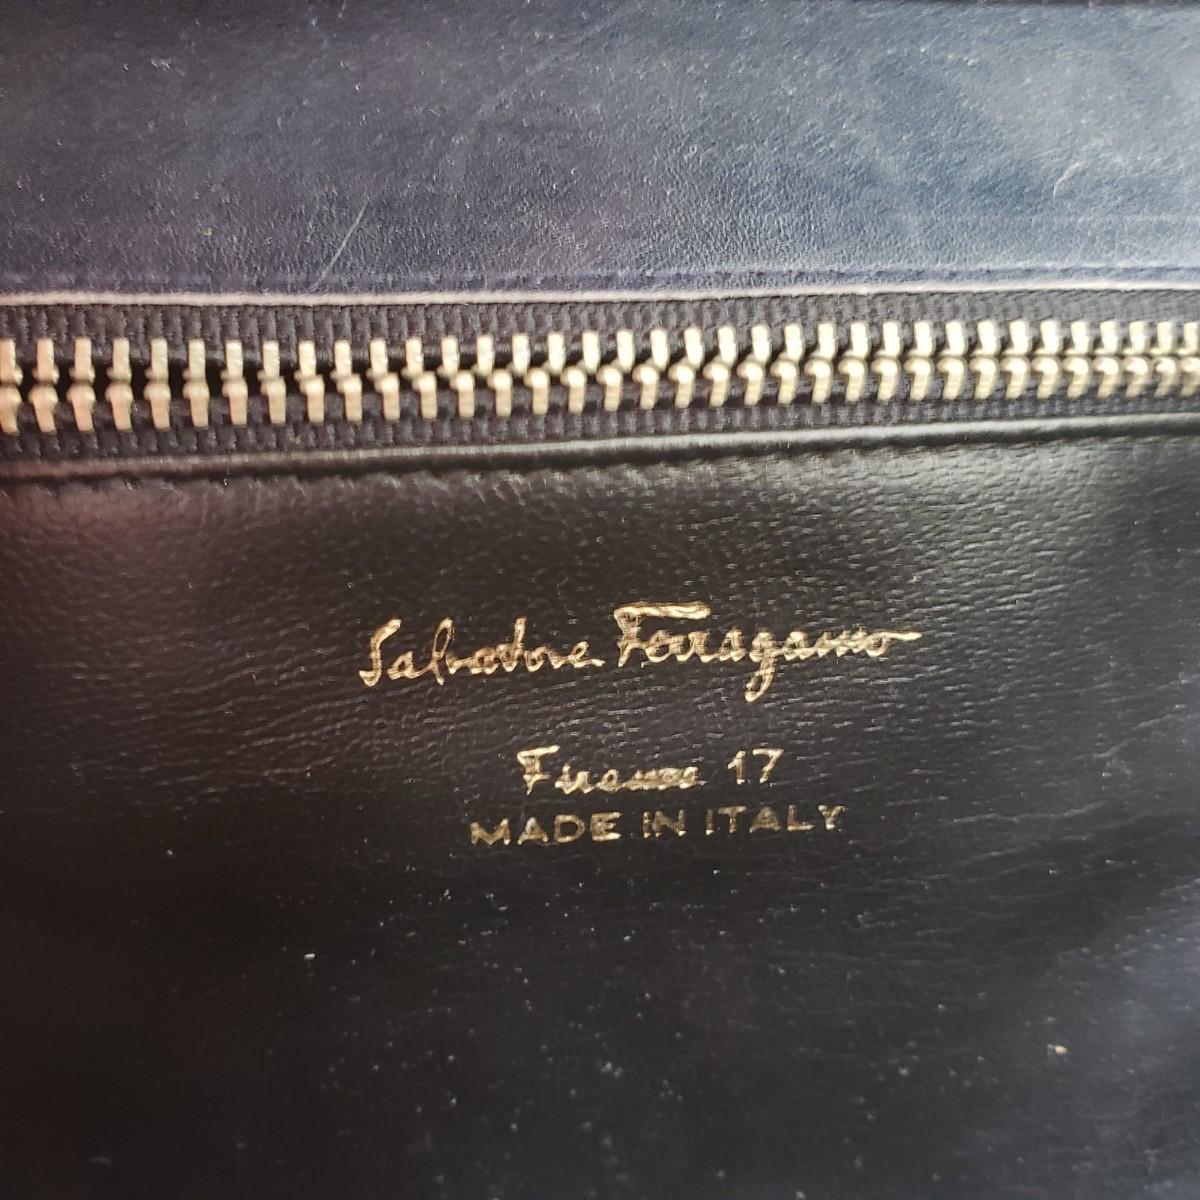 Salvatore Ferragamo
Firenze 17
MADE IN ITALY